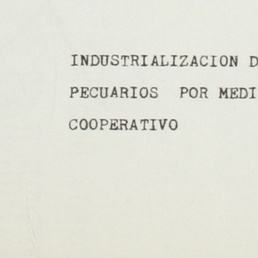 INDUSTRIALIZACION D
PECUARIOS POR MEDI
COOPERATIVO